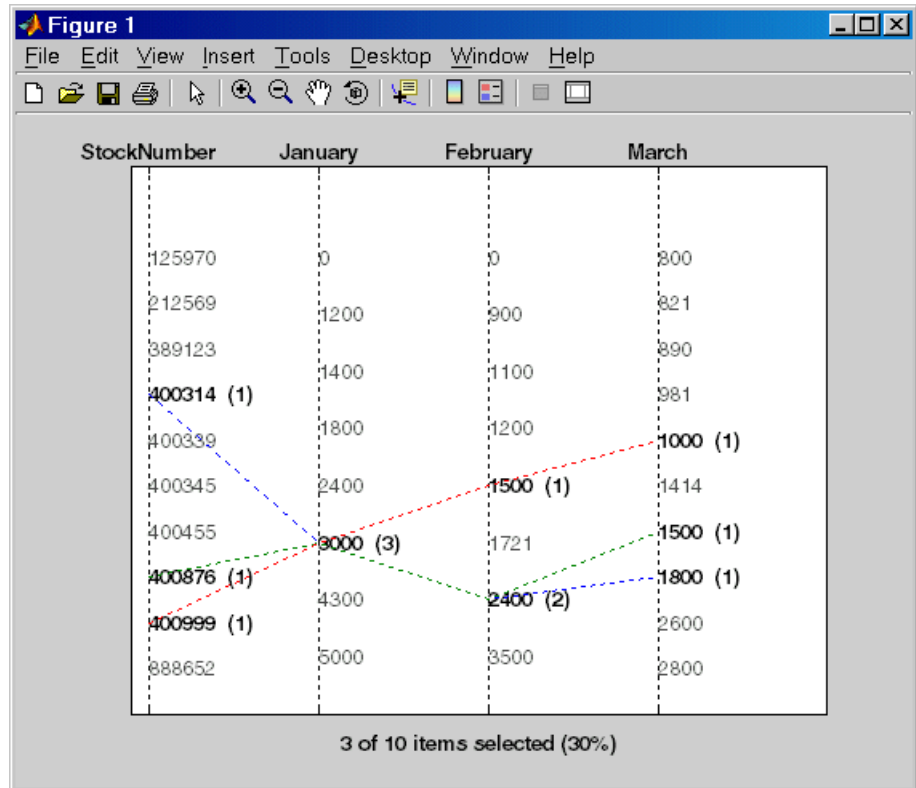 Figure 1
File Edit View Insert Tools Desktop Window Help
StockNumber January February March
125970 0 0 800
212569 1200 900 821
389123 1400 1100 890
400314 (1) 1800 1200 981
400339 2400 1500 (1) 1000 (1)
400345 3000 (3) 1721 1414
400455 4300 2400 (2) 1500 (1)
400876 (1) 5000 3500 1800 (1)
400999 (1) 2600
888652 2800
3 of 10 items selected (30%)